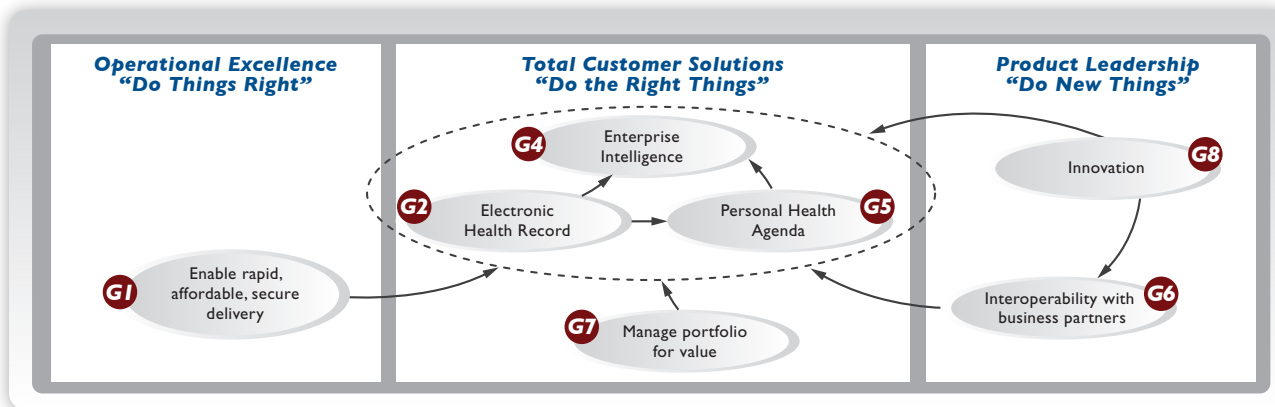 Operational Excellence
“Do Things Right”
Total Customer Solutions
“Do the Right Things”
Product Leadership
“Do New Things”
G4
Enterprise
Intelligence
G8
Innovation
G2
Electronic
Health Record
Personal Health
Agenda
G5
G1
Enable rapid,
affordable, secure
delivery
G6
Interoperability with
business partners
G7
Manage portfolio
for value